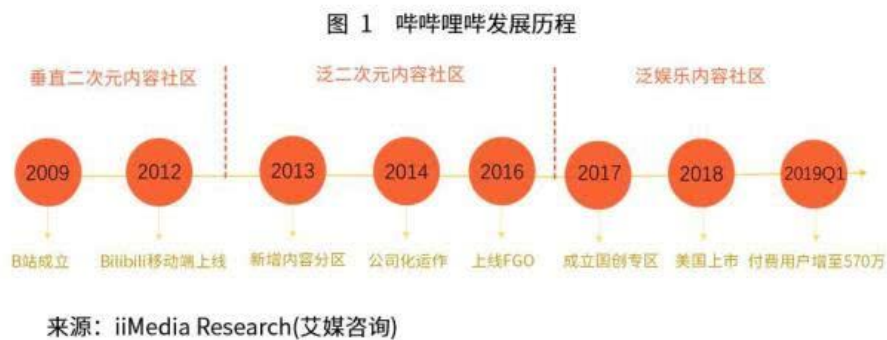 图 1 哔哔哩哔发展历程
垂直二次元内容社区 泛二次元内容社区 泛娱乐内容社区
2009 2012 2013 2014 2016 2017 2018 2019Q1
B站成立 Bilibili移动端上线 新增内容分区 公司化运作 上线FGO 成立国创专区 美国上市 付费用户增至570万
来源：iiMedia Research(艾媒咨询)